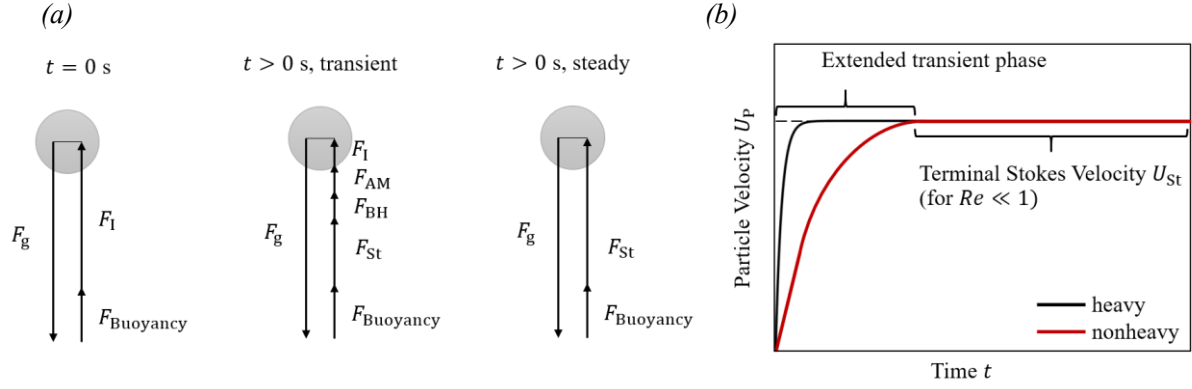 (a)
t = 0 s
F_g
F_I
F_Buoyancy
t > 0 s, transient
F_g
F_I
F_AM
F_BH
F_St
F_Buoyancy
t > 0 s, steady
F_g
F_St
F_Buoyancy
(b)
Particle Velocity U_P
Extended transient phase
Terminal Stokes Velocity U_St
(for Re ≪ 1)
heavy
nonheavy
Time t